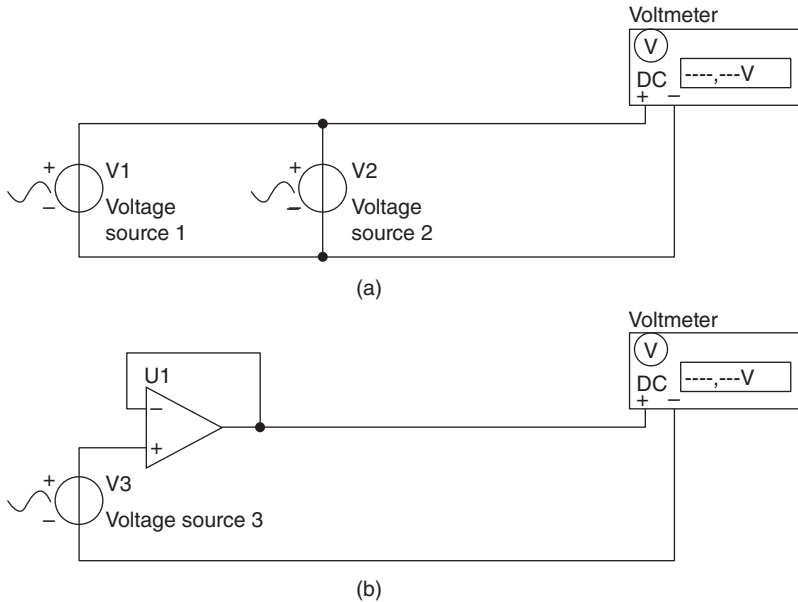 Voltmeter
V
DC
----,---V
+ −
+
V1
−
Voltage
source 1
+
V2
−
Voltage
source 2
(a)
Voltmeter
V
DC
----,---V
+ −
U1
−
+
+
V3
−
Voltage source 3
(b)